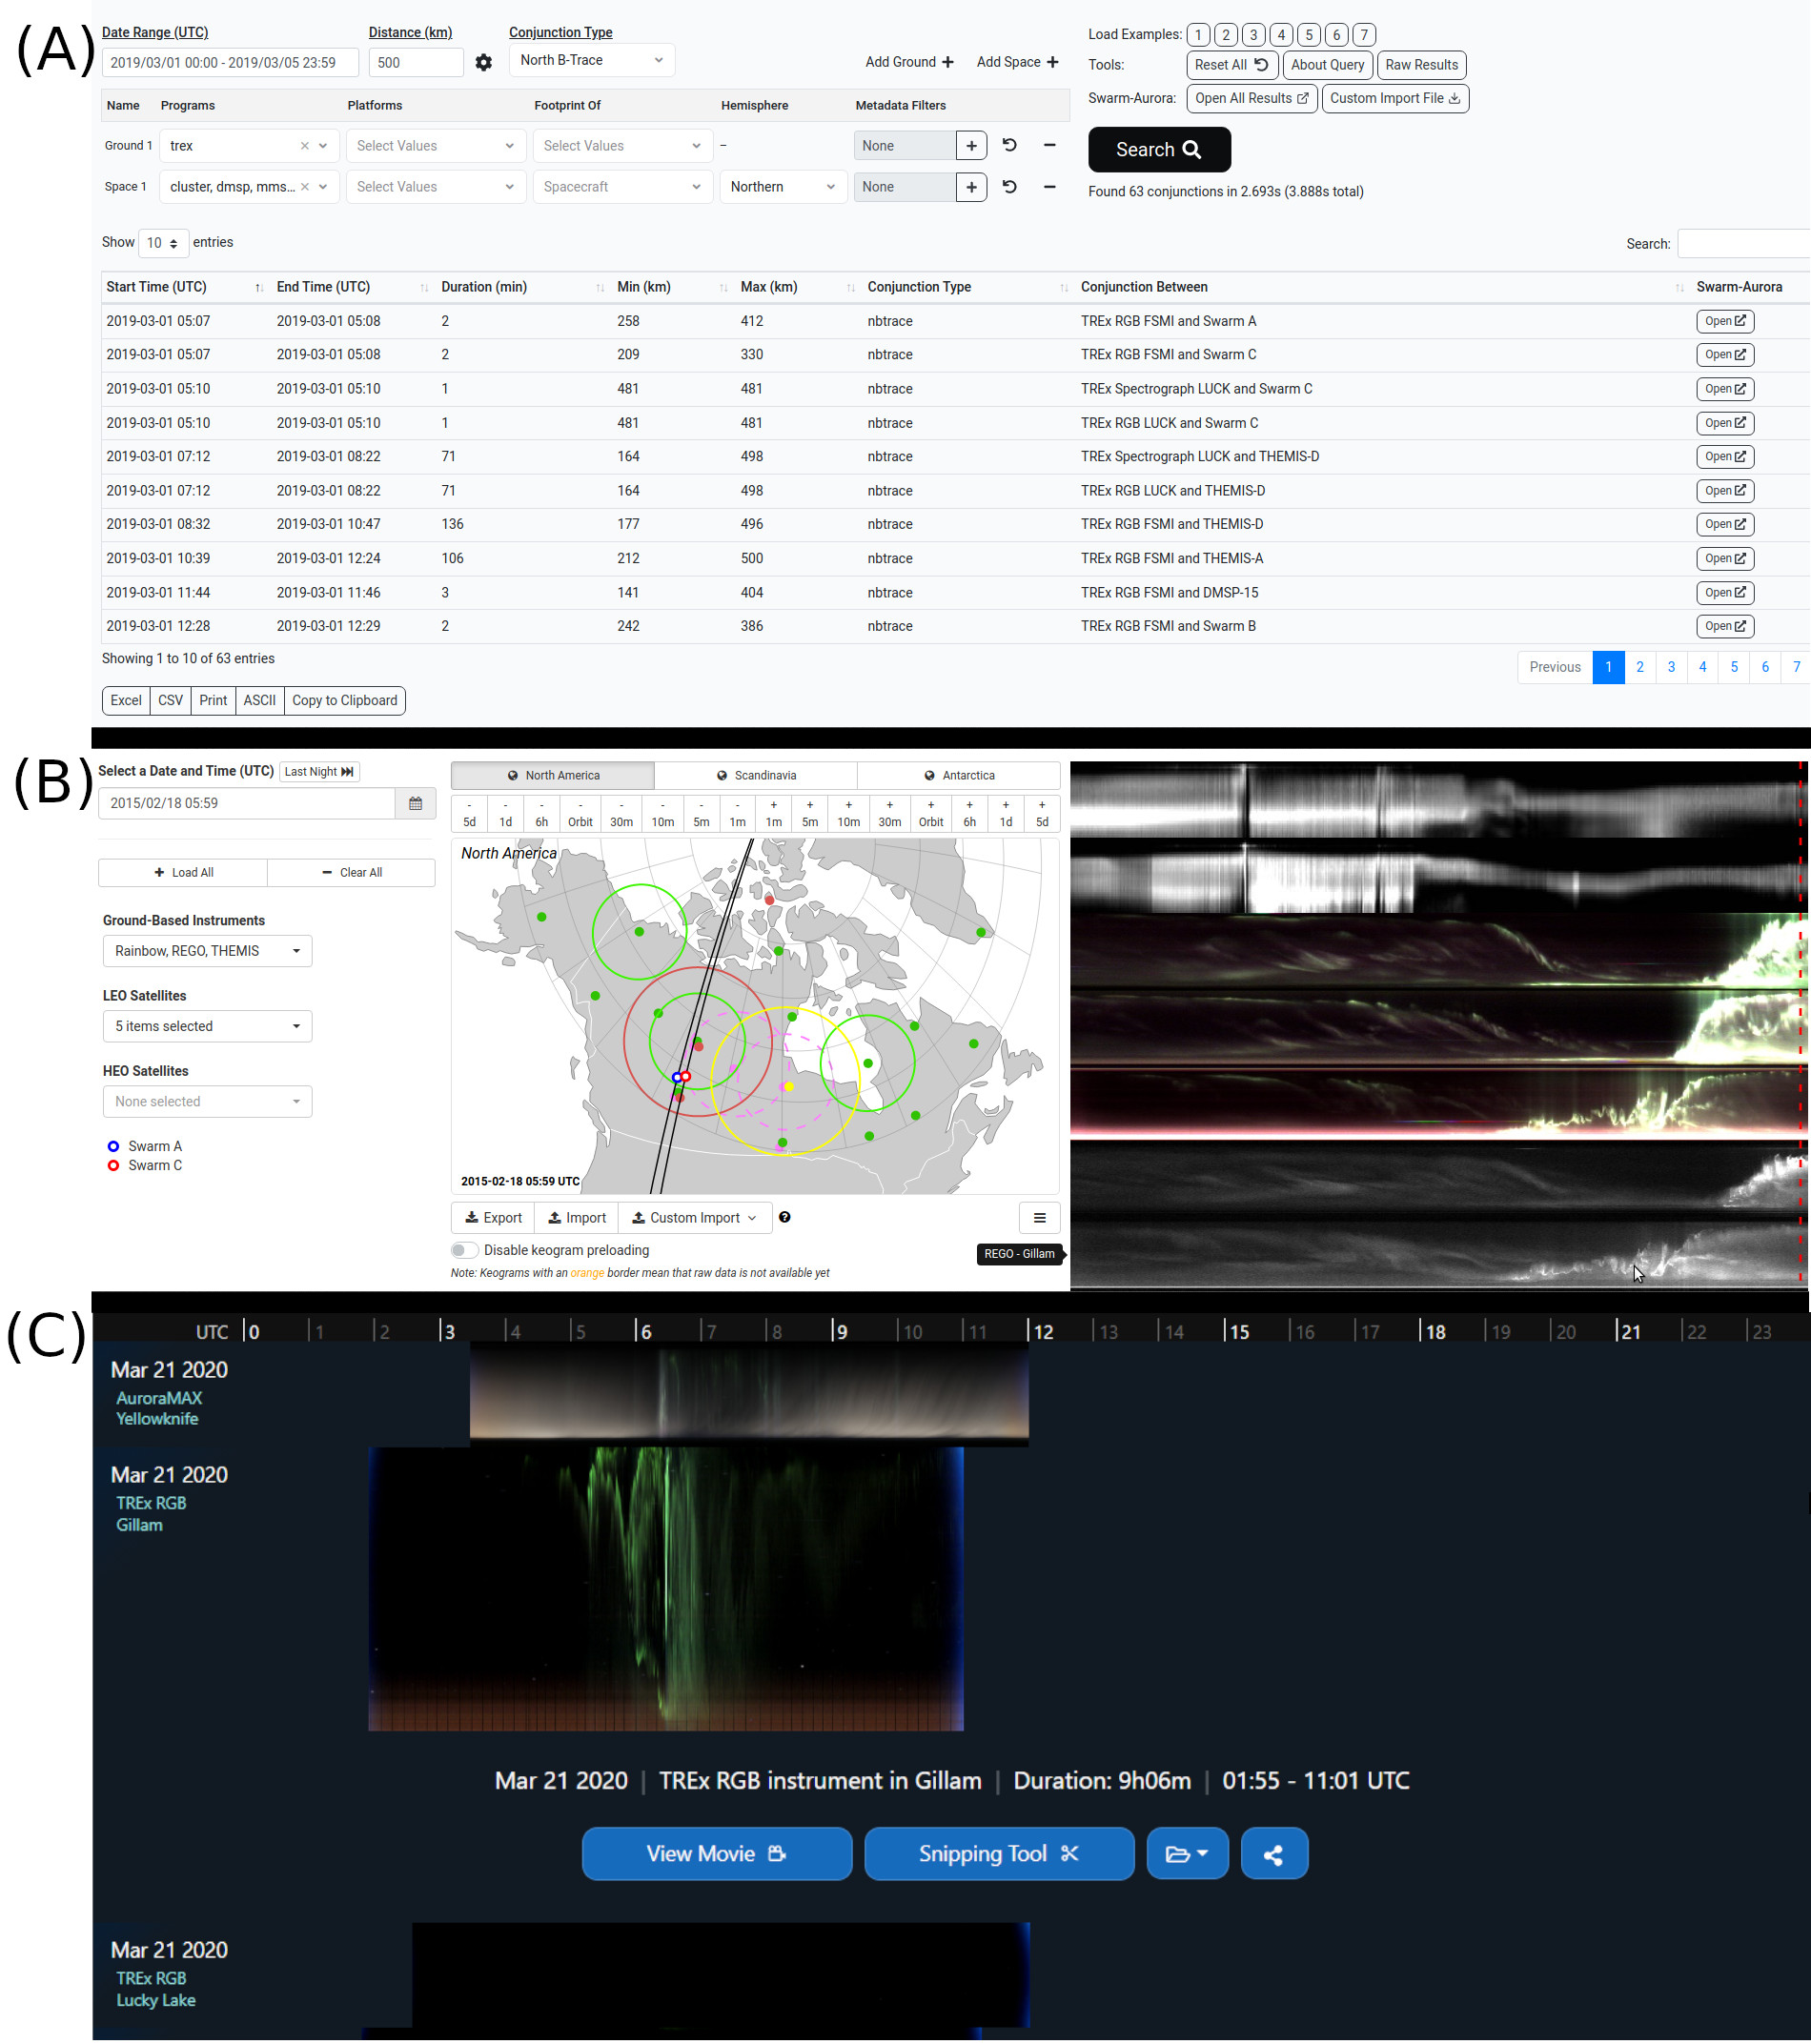 (A)
Date Range (UTC) Distance (km) Conjunction Type
2019/03/01 00:00 - 2019/03/05 23:59 500 North B-Trace
Add Ground + Add Space +
Load Examples: 1 2 3 4 5 6 7
Tools: Reset All About Query Raw Results
Swarm-Aurora: Open All Results Custom Import File
Name Programs Platforms Footprint Of Hemisphere Metadata Filters
Ground 1 trex × Select Values Select Values – None +
Space 1 cluster, dmsp, mms... × Select Values Spacecraft Northern None +
Search
Found 63 conjunctions in 2.693s (3.888s total)
Show 10 entries
Search:
Start Time (UTC) End Time (UTC) Duration (min) Min (km) Max (km) Conjunction Type Conjunction Between Swarm-Aurora
2019-03-01 05:07 2019-03-01 05:08 2 258 412 nbtrace TREx RGB FSMI and Swarm A Open
2019-03-01 05:07 2019-03-01 05:08 2 209 330 nbtrace TREx RGB FSMI and Swarm C Open
2019-03-01 05:10 2019-03-01 05:10 1 481 481 nbtrace TREx Spectrograph LUCK and Swarm C Open
2019-03-01 05:10 2019-03-01 05:10 1 481 481 nbtrace TREx RGB LUCK and Swarm C Open
2019-03-01 07:12 2019-03-01 08:22 71 164 498 nbtrace TREx Spectrograph LUCK and THEMIS-D Open
2019-03-01 07:12 2019-03-01 08:22 71 164 498 nbtrace TREx RGB LUCK and THEMIS-D Open
2019-03-01 08:32 2019-03-01 10:47 136 177 496 nbtrace TREx RGB FSMI and THEMIS-D Open
2019-03-01 10:39 2019-03-01 12:24 106 212 500 nbtrace TREx RGB FSMI and THEMIS-A Open
2019-03-01 11:44 2019-03-01 11:46 3 141 404 nbtrace TREx RGB FSMI and DMSP-15 Open
2019-03-01 12:28 2019-03-01 12:29 2 242 386 nbtrace TREx RGB FSMI and Swarm B Open
Showing 1 to 10 of 63 entries
Previous 1 2 3 4 5 6 7
Excel CSV Print ASCII Copy to Clipboard
(B)
Select a Date and Time (UTC) Last Night
2015/02/18 05:59
+ Load All − Clear All
Ground-Based Instruments
Rainbow, REGO, THEMIS
LEO Satellites
5 items selected
HEO Satellites
None selected
Swarm A
Swarm C
North America Scandinavia Antarctica
- - - - - - - - + + + + + + + +
5d 1d 6h Orbit 30m 10m 5m 1m 1m 5m 10m 30m Orbit 6h 1d 5d
North America
2015-02-18 05:59 UTC
Export Import Custom Import
Disable keogram preloading
Note: Keograms with an orange border mean that raw data is not available yet
REGO - Gillam
(C)
UTC 0 1 2 3 4 5 6 7 8 9 10 11 12 13 14 15 16 17 18 19 20 21 22 23
Mar 21 2020
AuroraMAX
Yellowknife
Mar 21 2020
TREx RGB
Gillam
Mar 21 2020 | TREx RGB instrument in Gillam | Duration: 9h06m | 01:55 - 11:01 UTC
View Movie Snipping Tool
Mar 21 2020
TREx RGB
Lucky Lake